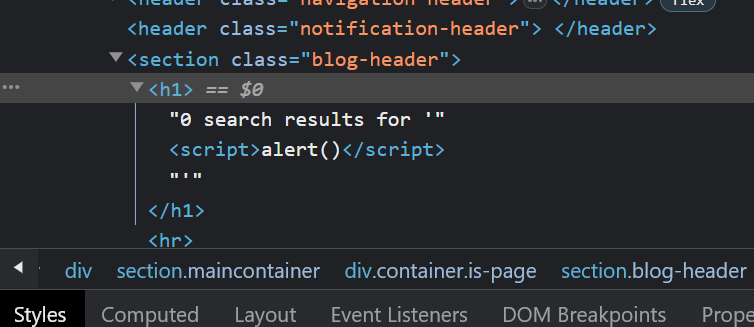 <header class="navigation-header">⋯</header> flex
<header class="notification-header"> </header>
<section class="blog-header">
<h1> == $0
"0 search results for '"
<script>alert()</script>
"'"
</h1>
<hr>
div section.maincontainer div.container.is-page section.blog-header
Styles Computed Layout Event Listeners DOM Breakpoints Prope